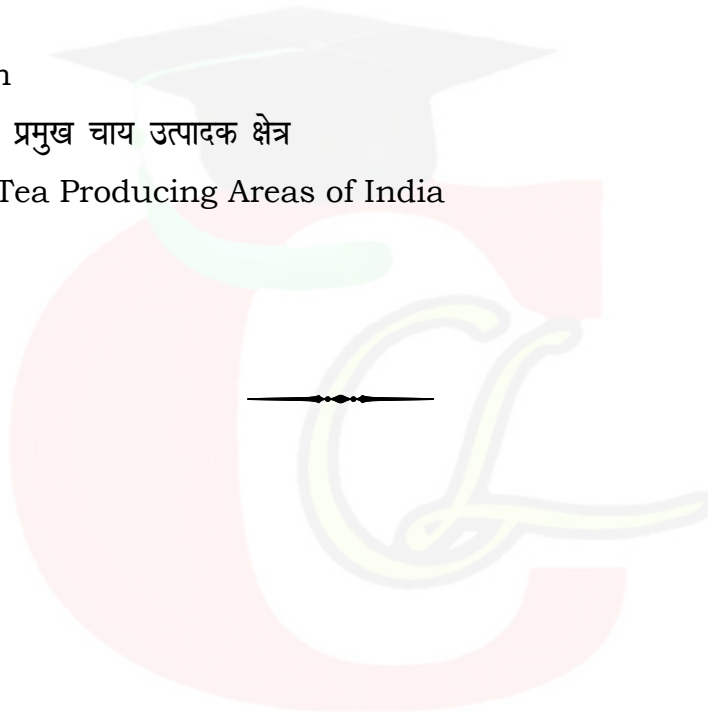 n
प्रमुख चाय उत्पादक क्षेत्र
Tea Producing Areas of India